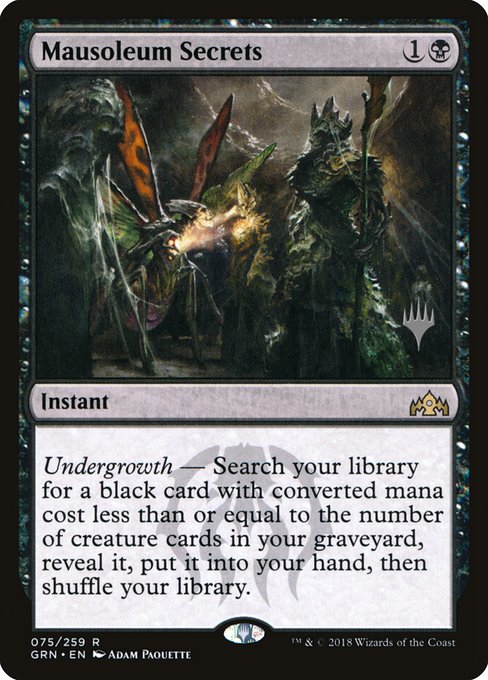 Mausoleum Secrets 1
Instant
Undergrowth — Search your library
for a black card with converted mana
cost less than or equal to the number
of creature cards in your graveyard,
reveal it, put it into your hand, then
shuffle your library.
075/259 R
GRN • EN Adam Paquette
™ & © 2018 Wizards of the Coast